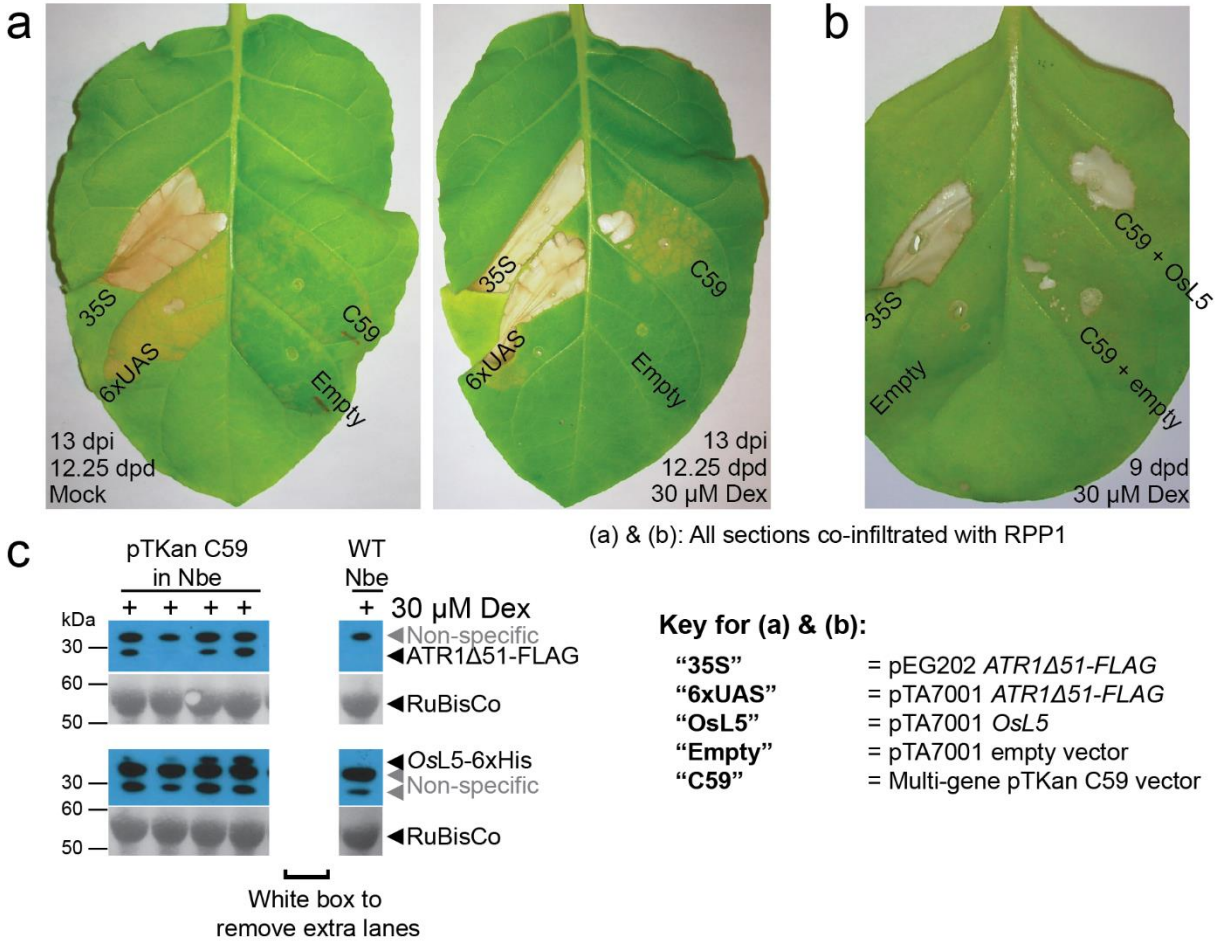 a
35S
6xUAS
C59
Empty
13 dpi
12.25 dpd
Mock
35S
6xUAS
C59
Empty
13 dpi
12.25 dpd
30 µM Dex
b
35S
Empty
C59 + OsL5
C59 + empty
9 dpd
30 µM Dex
(a) & (b): All sections co-infiltrated with RPP1
c
pTKan C59
in Nbe
WT
Nbe
kDa
+ + + + + 30 µM Dex
30
Non-specific
ATR1Δ51-FLAG
60
50
RuBisCo
30
OsL5-6xHis
Non-specific
60
50
RuBisCo
White box to
remove extra lanes
Key for (a) & (b):
“35S” = pEG202 ATR1Δ51-FLAG
“6xUAS” = pTA7001 ATR1Δ51-FLAG
“OsL5” = pTA7001 OsL5
“Empty” = pTA7001 empty vector
“C59” = Multi-gene pTKan C59 vector